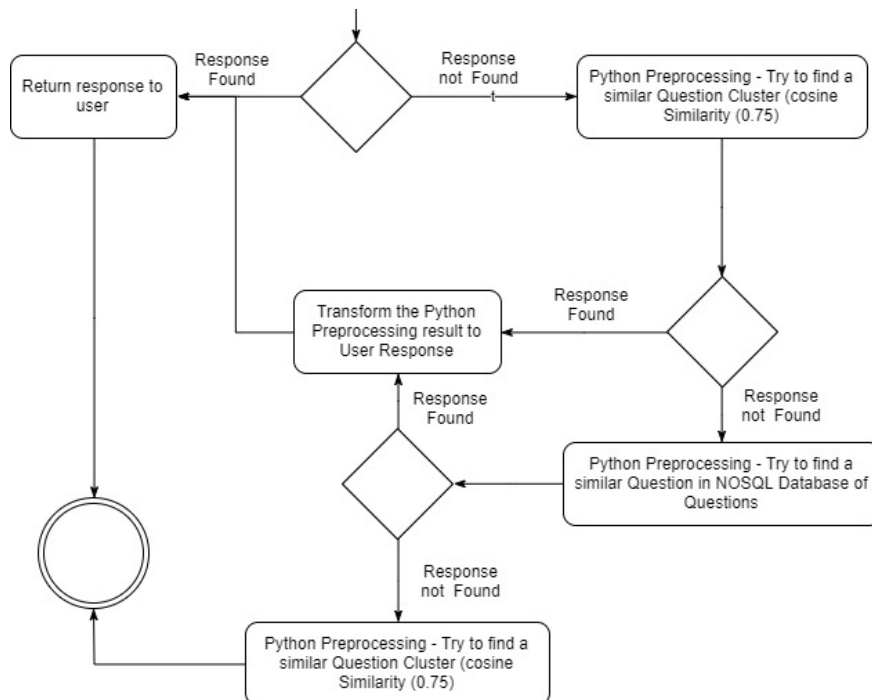 Response
Found
Response
not Found
t
Return response to
user
Python Preprocessing - Try to find a
similar Question Cluster (cosine
Similarity (0.75)
Transform the Python
Preprocessing result to
User Response
Response
Found
Response
Found
Response
not Found
Python Preprocessing - Try to find a
similar Question in NOSQL Database of
Questions
Response
not Found
Python Preprocessing - Try to find a
similar Question Cluster (cosine
Similarity (0.75)